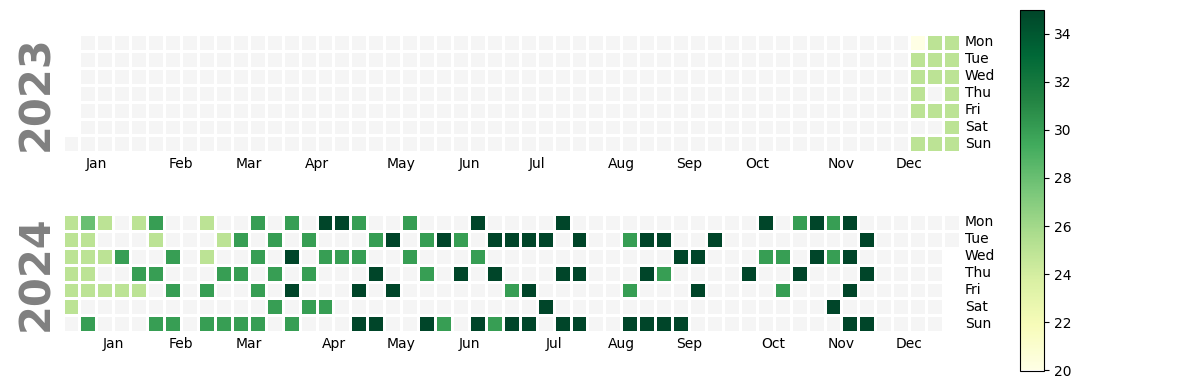 2023
Mon
Tue
Wed
Thu
Fri
Sat
Sun
Jan Feb Mar Apr May Jun Jul Aug Sep Oct Nov Dec
2024
Mon
Tue
Wed
Thu
Fri
Sat
Sun
Jan Feb Mar Apr May Jun Jul Aug Sep Oct Nov Dec
34
32
30
28
26
24
22
20